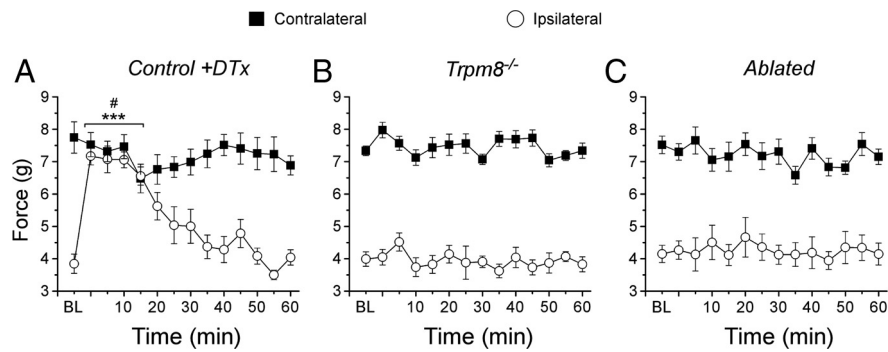 Contralateral Ipsilateral
A Control +DTx B Trpm8-/- C Ablated
9 # 9 9
8 *** 8 8
7 7 7
6 6 6
5 5 5
4 4 4
3 3 3
Force (g)
BL 10 20 30 40 50 60 BL 10 20 30 40 50 60 BL 10 20 30 40 50 60
Time (min) Time (min) Time (min)